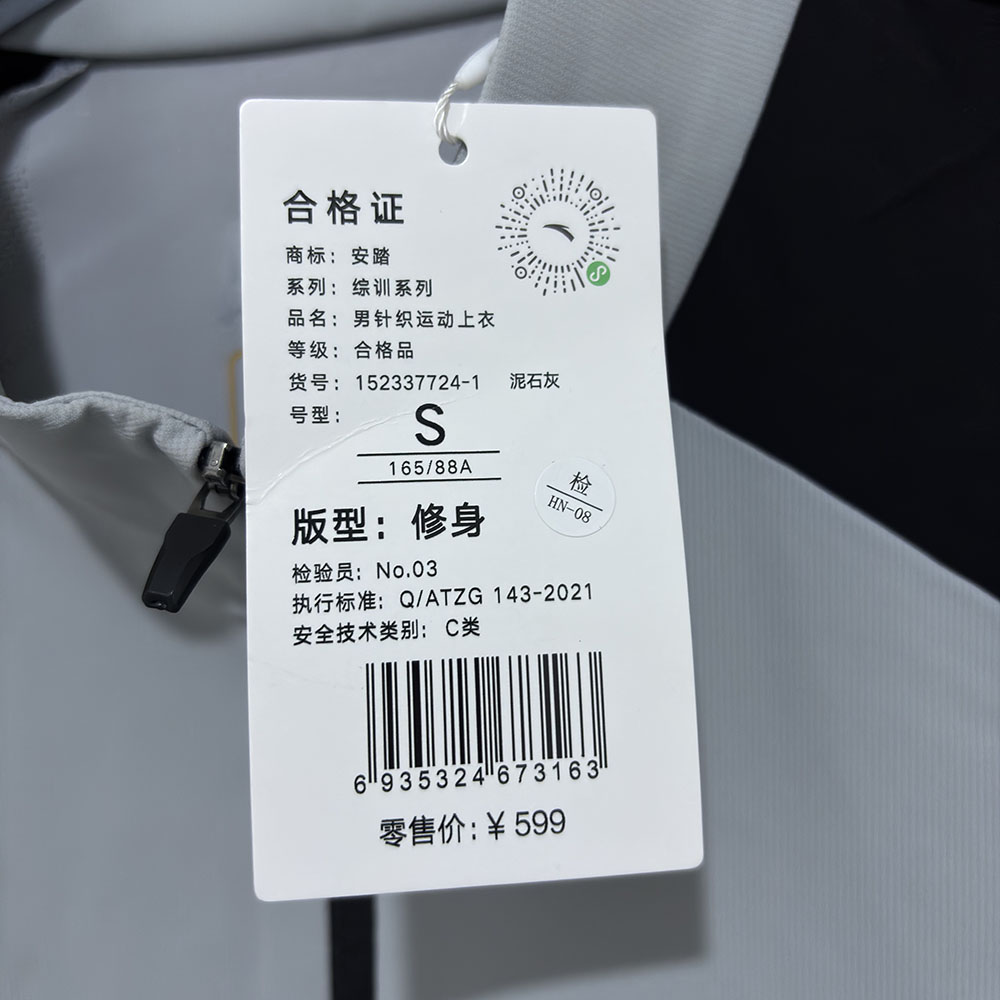 合格证
商标：安踏
系列：综训系列
品名：男针织运动上衣
等级：合格品
货号：152337724-1 泥石灰
号型：
S
165/88A
检
HN-08
版型：修身
检验员：No.03
执行标准：Q/ATZG 143-2021
安全技术类别：C类
6 935324 673163
零售价：¥ 599